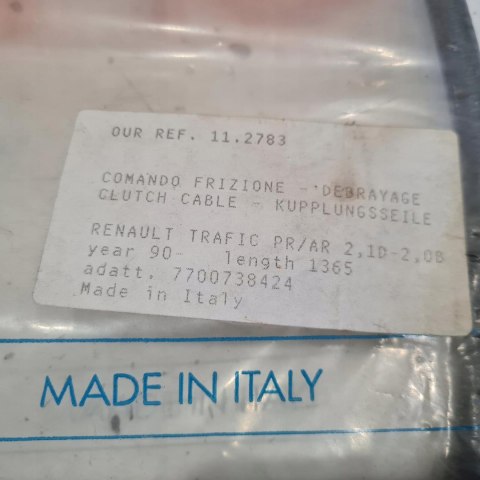 OUR REF. 11.2783
COMANDO FRIZIONE - DEBRAYAGE
CLUTCH CABLE - KUPPLUNGSSEILE
RENAULT TRAFIC PR/AR 2,1D-2,0B
year 90- length 1365
adatt. 7700738424
Made in Italy
MADE IN ITALY